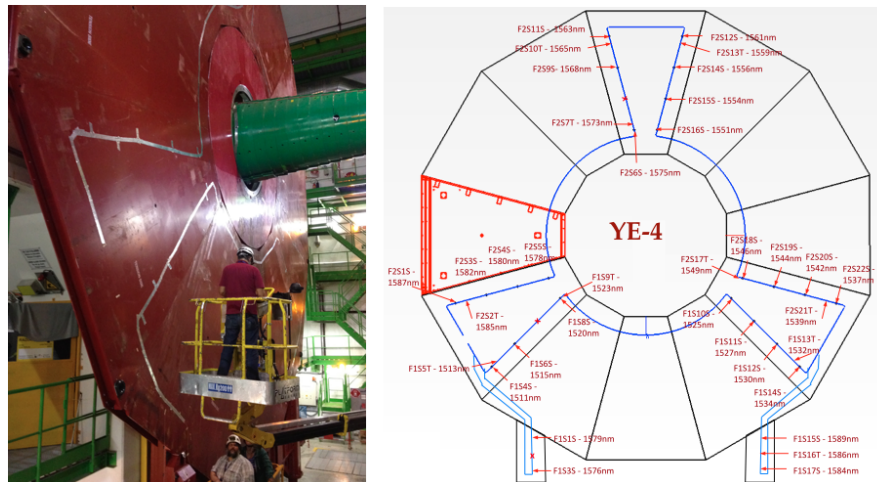 F2S11S - 1563nm
F2S10T - 1565nm
F2S9S- 1568nm
F2S7T - 1573nm
F2S6S - 1575nm
F2S12S - 1561nm
F2S13T - 1559nm
F2S14S - 1556nm
F2S15S - 1554nm
F2S16S - 1551nm
YE-4
F2S1S -
1587nm
F2S3S -
1582nm
F2S4S -
1580nm
F2S5S -
1578nm
F2S2T -
1585nm
F1S9T -
1523nm
F1S8S -
1520nm
F1S6S -
1515nm
F1S5T - 1513nm
F1S4S -
1511nm
F2S17T -
1549nm
F2S18S -
1546nm
F2S19S -
1544nm
F2S20S -
1542nm
F2S22S -
1537nm
F2S21T -
1539nm
F1S10S -
1525nm
F1S11S -
1527nm
F1S12S -
1530nm
F1S13T -
1532nm
F1S14S -
1534nm
F1S1S - 1579nm
F1S3S - 1576nm
F1S15S - 1589nm
F1S16T - 1586nm
F1S17S - 1584nm